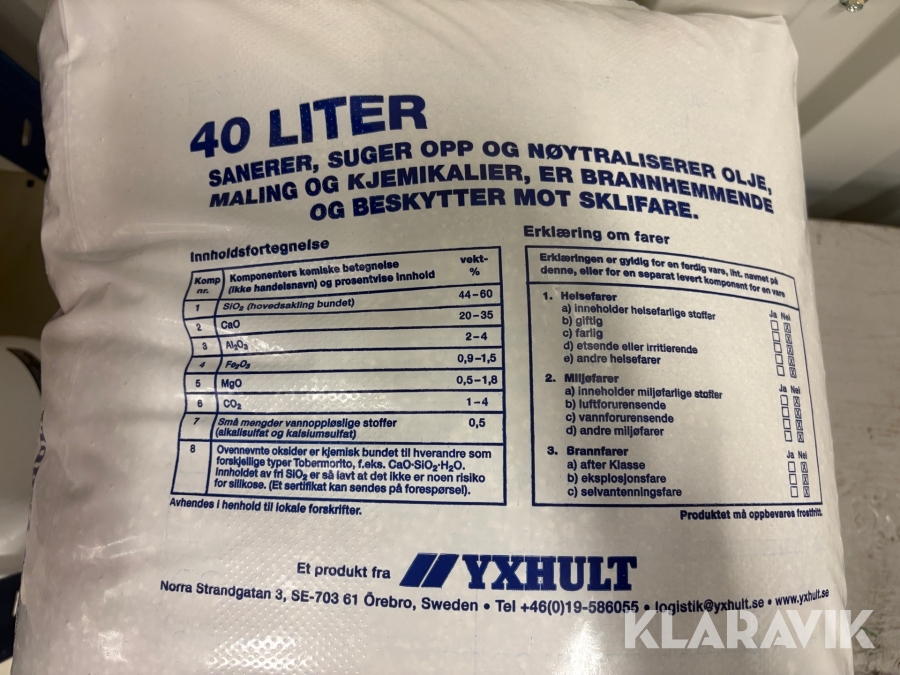 40 LITER
SANERER, SUGER OPP OG NØYTRALISERER OLJE,
MALING OG KJEMIKALIER, ER BRANNHEMMENDE
OG BESKYTTER MOT SKLIFARE.
Innholdsfortegnelse
Komp nr. Komponenters kemiske betegnelse (ikke handelsnavn) og prosentvise innhold vekt-%
1 SiO₂ (hovedsakling bundet) 44–60
2 CaO 20–35
3 Al₂O₃ 2–4
4 Fe₂O₃ 0,9–1,5
5 MgO 0,5–1,8
6 CO₂ 1–4
7 Små mengder vannoppløslige stoffer (alkalisulfat og kalsiumsulfat) 0,5
8 Ovennevnte oksider er kjemisk bundet til hverandre som
forskjellige typer Tobermorito, f.eks. CaO·SiO₂·H₂O.
Innholdet av fri SiO₂ er så lavt at det ikke er noen risiko
for silikose. (Et sertifikat kan sendes på forespørsel).
Avhendes i henhold til lokale forskrifter.
Erklæring om farer
Erklæringen er gyldig for en ferdig vare, iht. navnet på
denne, eller for en separat levert komponent for en vare
1. Helsefarer Ja Nei
a) inneholder helsefarlige stoffer
b) giftig
c) farlig
d) etsende eller irritierende
e) andre helsefarer
2. Miljøfarer Ja Nei
a) inneholder miljøfarlige stoffer
b) luftforurensende
c) vannforurensende
d) andre miljøfarer
3. Brannfarer Ja Nei
a) after Klasse
b) eksplosjonsfare
c) selvantenningsfare
Produktet må oppbevares frostfritt.
Et produkt fra YXHULT
Norra Strandgatan 3, SE-703 61 Örebro, Sweden • Tel +46(0)19-586055 • logistik@yxhult.se • www.yxhult.se
KLARAVIK